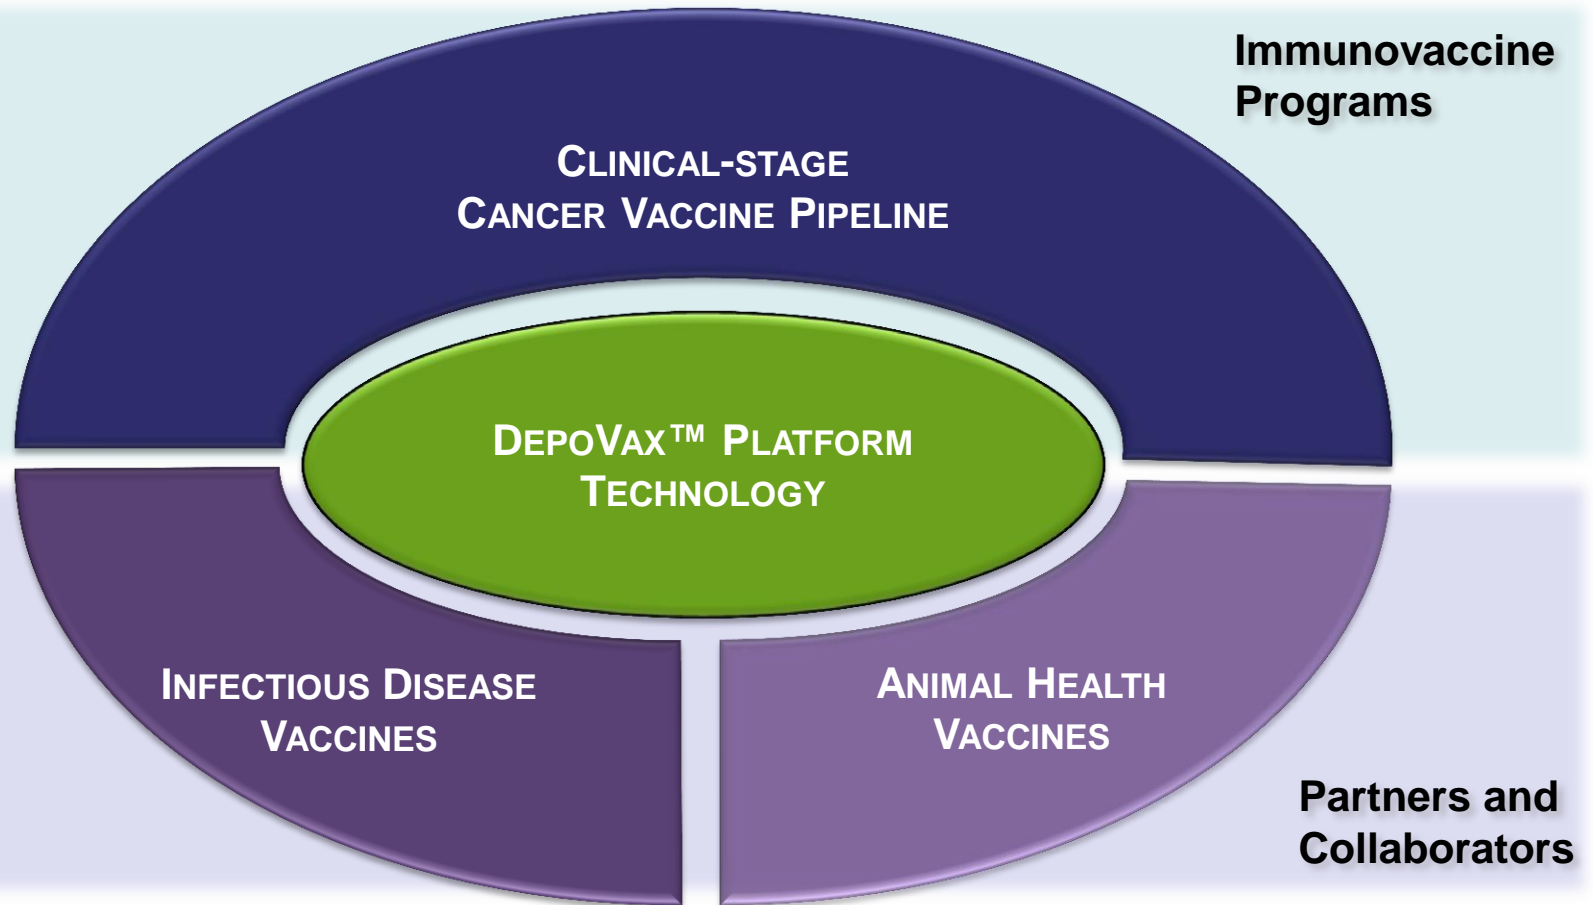 Immunovaccine
Programs
CLINICAL-STAGE
CANCER VACCINE PIPELINE
DEPOVAX™ PLATFORM
TECHNOLOGY
INFECTIOUS DISEASE
VACCINES
ANIMAL HEALTH
VACCINES
Partners and
Collaborators